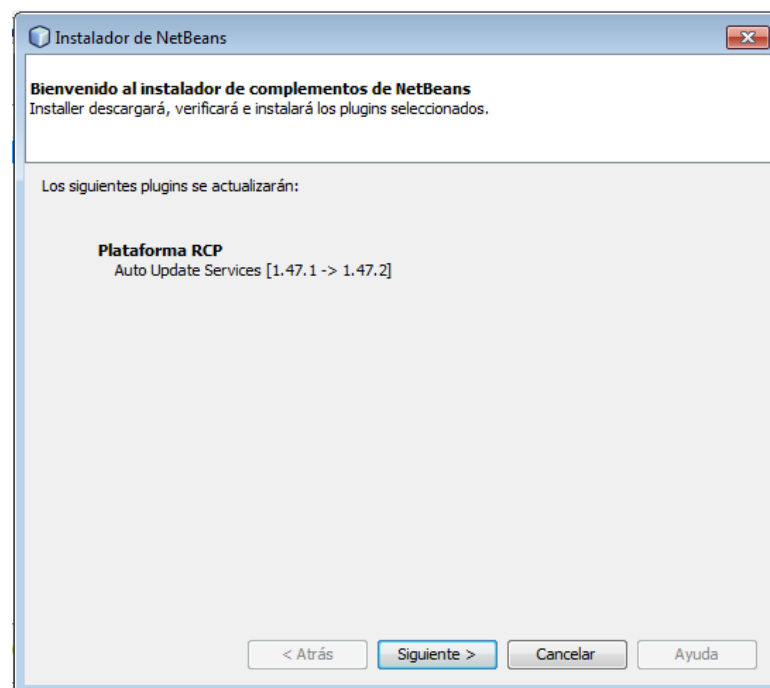 Instalador de NetBeans
Bienvenido al instalador de complementos de NetBeans
Installer descargará, verificará e instalará los plugins seleccionados.
Los siguientes plugins se actualizarán:
Plataforma RCP
Auto Update Services [1.47.1 -> 1.47.2]
< Atrás Siguiente > Cancelar Ayuda